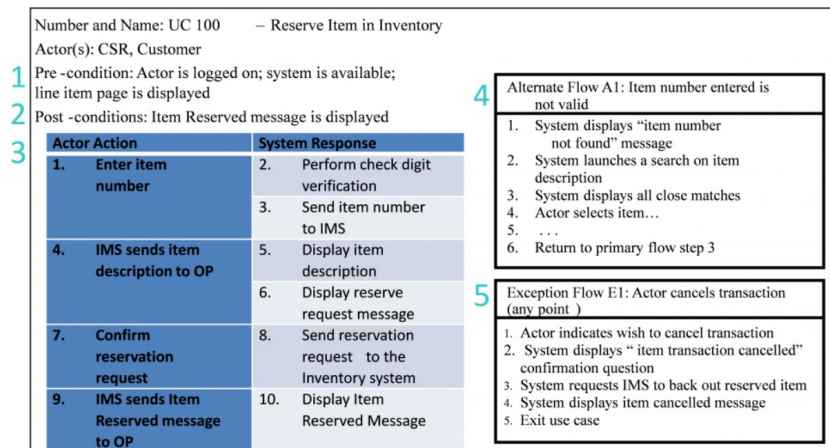 Number and Name: UC 100 – Reserve Item in Inventory
Actor(s): CSR, Customer
1 Pre -condition: Actor is logged on; system is available;
line item page is displayed
2 Post -conditions: Item Reserved message is displayed
3
Actor Action System Response
1. Enter item
number
2. Perform check digit
verification
3. Send item number
to IMS
4. IMS sends item
description to OP
5. Display item
description
6. Display reserve
request message
7. Confirm
reservation
request
8. Send reservation
request to the
Inventory system
9. IMS sends Item
Reserved message
to OP
10. Display Item
Reserved Message
4
Alternate Flow A1: Item number entered is
not valid
1. System displays “item number
not found” message
2. System launches a search on item
description
3. System displays all close matches
4. Actor selects item…
5. . . .
6. Return to primary flow step 3
5
Exception Flow E1: Actor cancels transaction
(any point )
1. Actor indicates wish to cancel transaction
2. System displays “ item transaction cancelled”
confirmation question
3. System requests IMS to back out reserved item
4. System displays item cancelled message
5. Exit use case